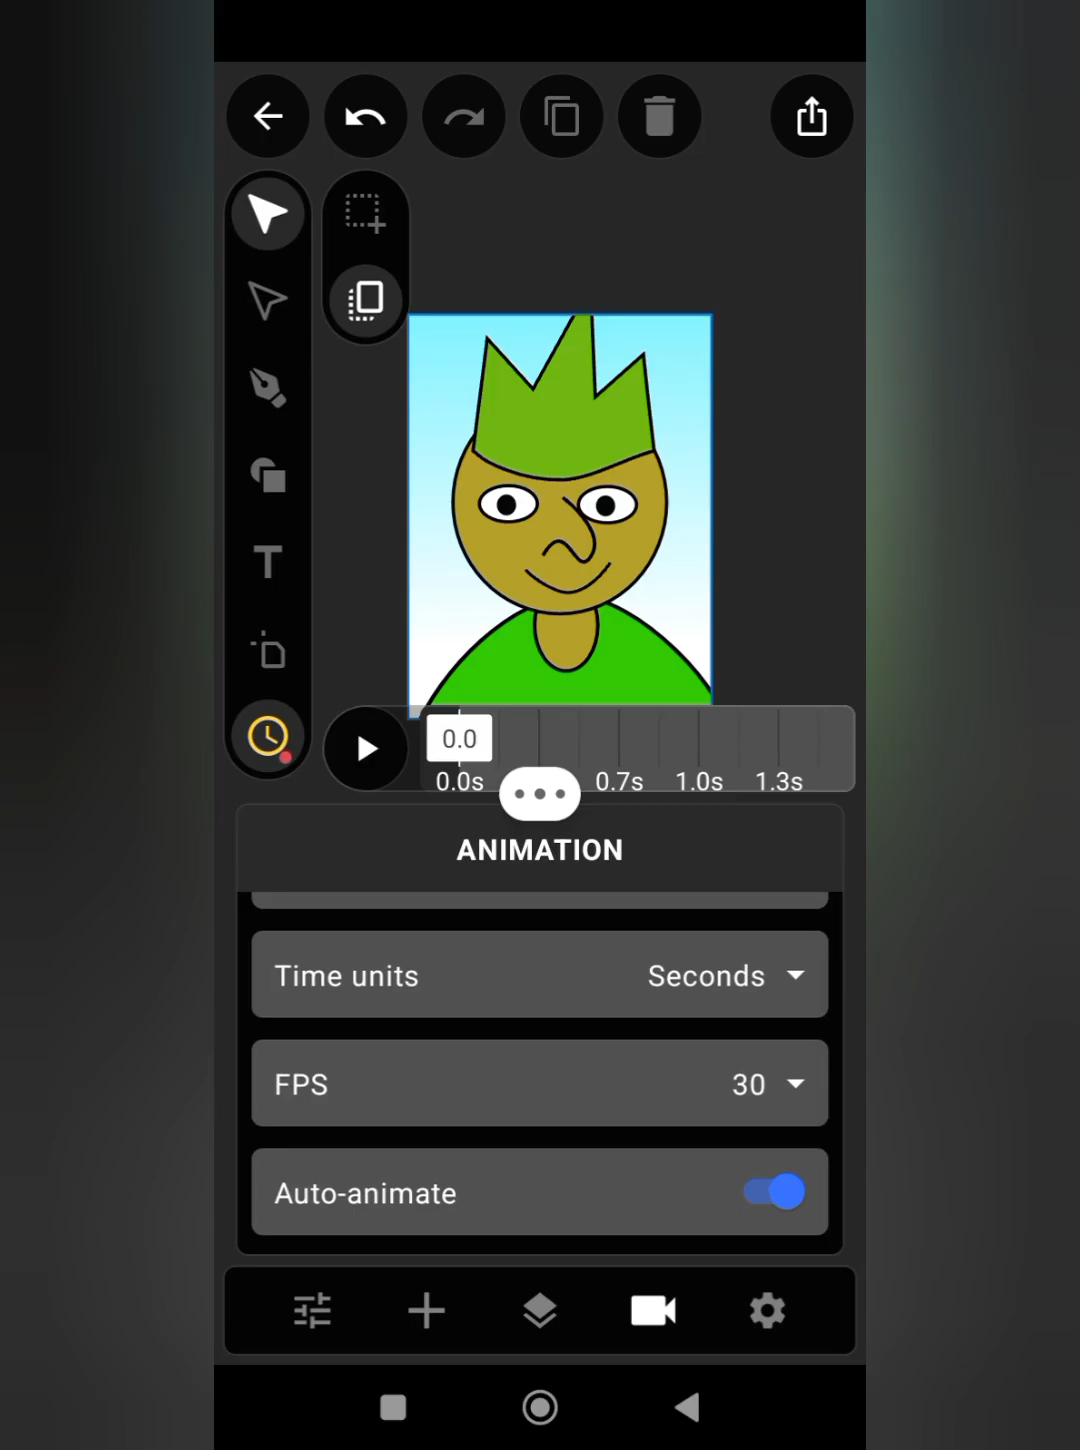 T
0.0
0.0s 0.7s 1.0s 1.3s
ANIMATION
Time units Seconds
FPS 30
Auto-animate